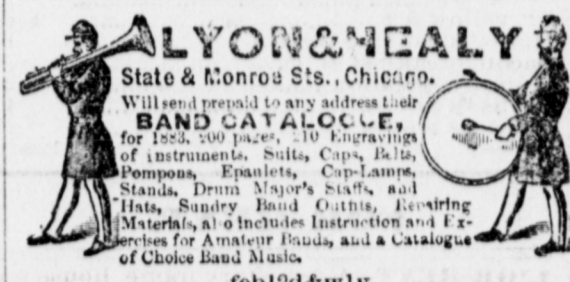 LYON & HEALY
State & Monroe Sts., Chicago.
Will send prepaid to any address their
BAND CATALOGUE,
for 1883, 200 pages, 210 Engravings
of instruments, Suits, Caps, Belts,
Pompons, Epaulets, Cap-Lamps,
Stands, Drum Major's Staffs, and
Hats, Sundry Band Outfits, Repairing
Materials, also includes Instruction and Ex-
ercises for Amateur Bands, and a Catalogue
of Choice Band Music.